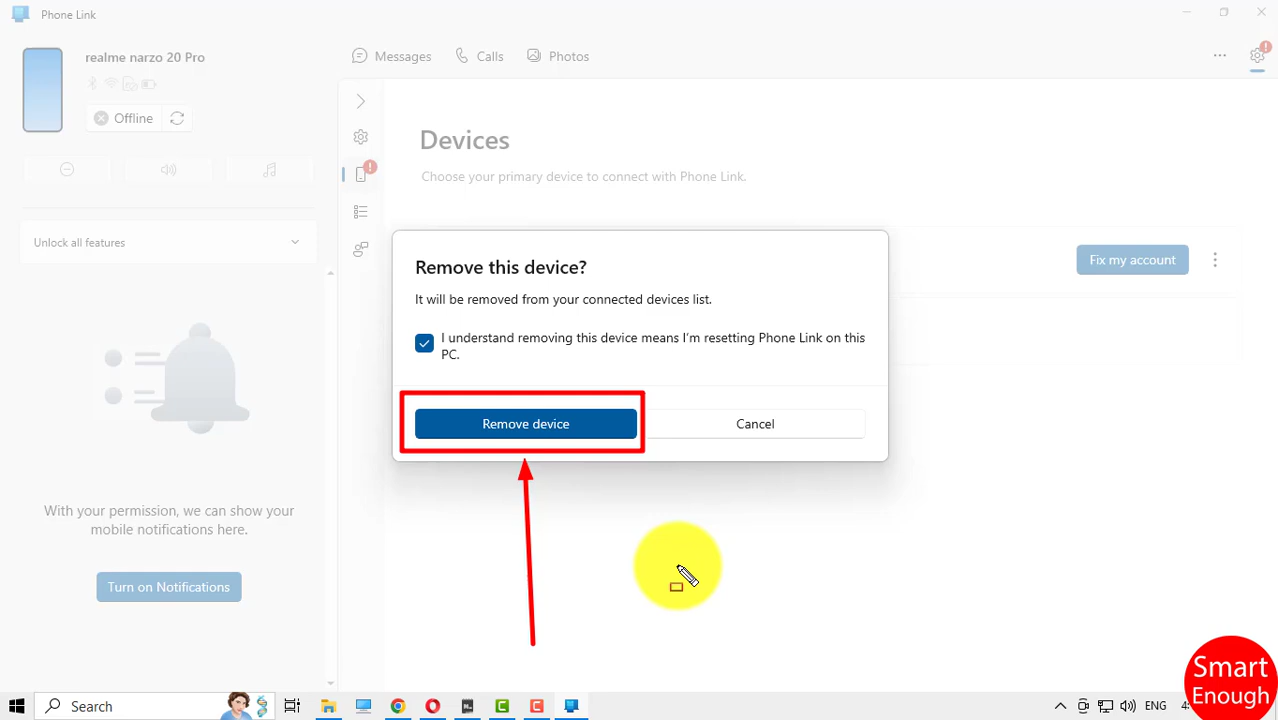 Phone Link
realme narzo 20 Pro
Offline
Unlock all features
With your permission, we can show your
mobile notifications here.
Turn on Notifications
Messages
Calls
Photos
Devices
Choose your primary device to connect with Phone Link.
Fix my account
Remove this device?
It will be removed from your connected devices list.
I understand removing this device means I'm resetting Phone Link on this
PC.
Remove device
Cancel
Search
ENG
Smart
Enough